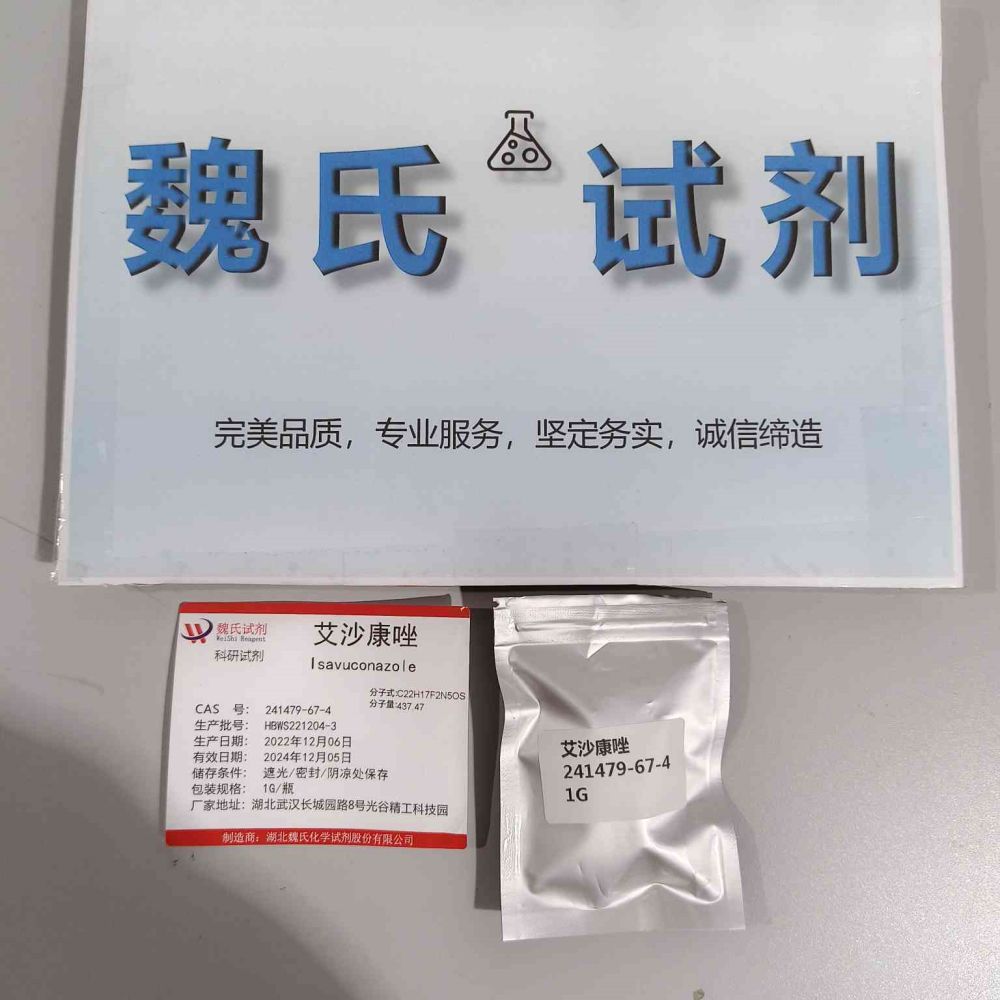 魏氏试剂
完美品质，专业服务，坚定务实，诚信缔造
魏氏试剂
WeiShi Reagent
科研试剂
艾沙康唑
Isavuconazole
分子式:C22H17F2N5OS
分子量:437.47
CAS 号： 241479-67-4
生产批号： HBWS221204-3
生产日期： 2022年12月06日
有效日期： 2024年12月05日
储存条件： 遮光/密封/阴凉处保存
包装规格： 1G/瓶
厂家地址：湖北武汉长城园路8号光谷精工科技园
制造商：湖北魏氏化学试剂股份有限公司
艾沙康唑
241479-67-4
1G